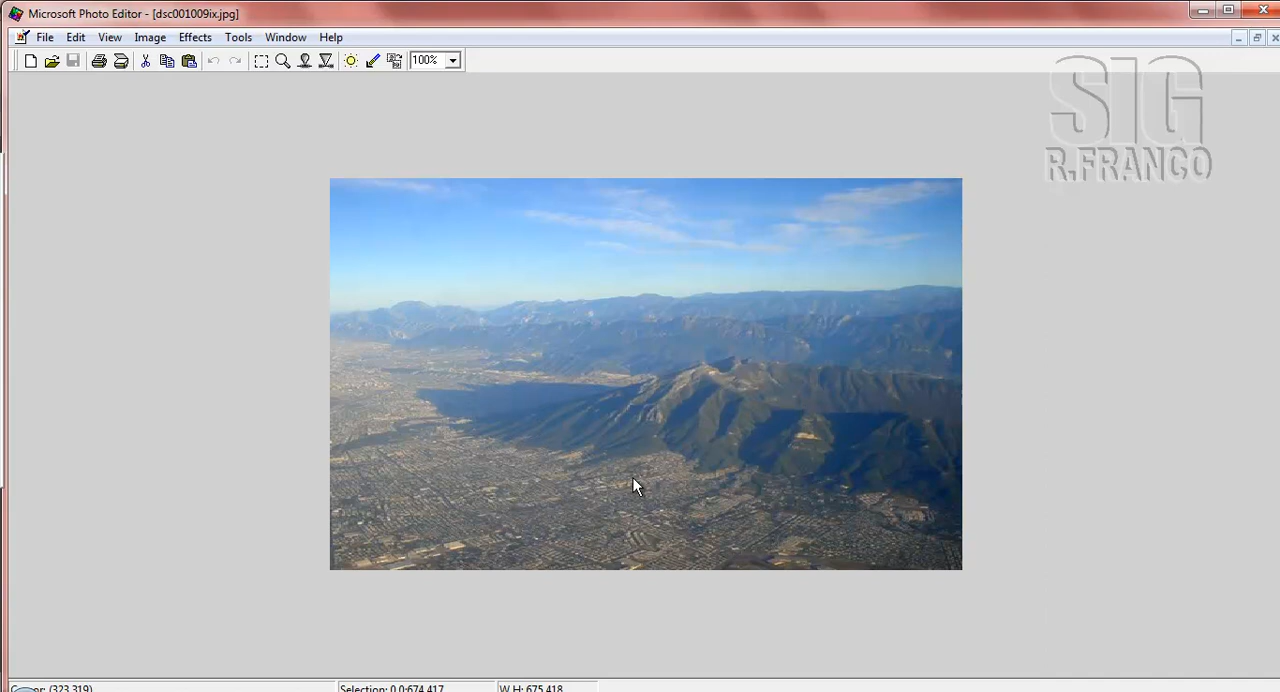 Microsoft Photo Editor - [dsc001009ix.jpg]
File Edit View Image Effects Tools Window Help
100%
SIG
R.FRANCO
(323,319) Selection: 0,0:674,417 W,H: 675,418